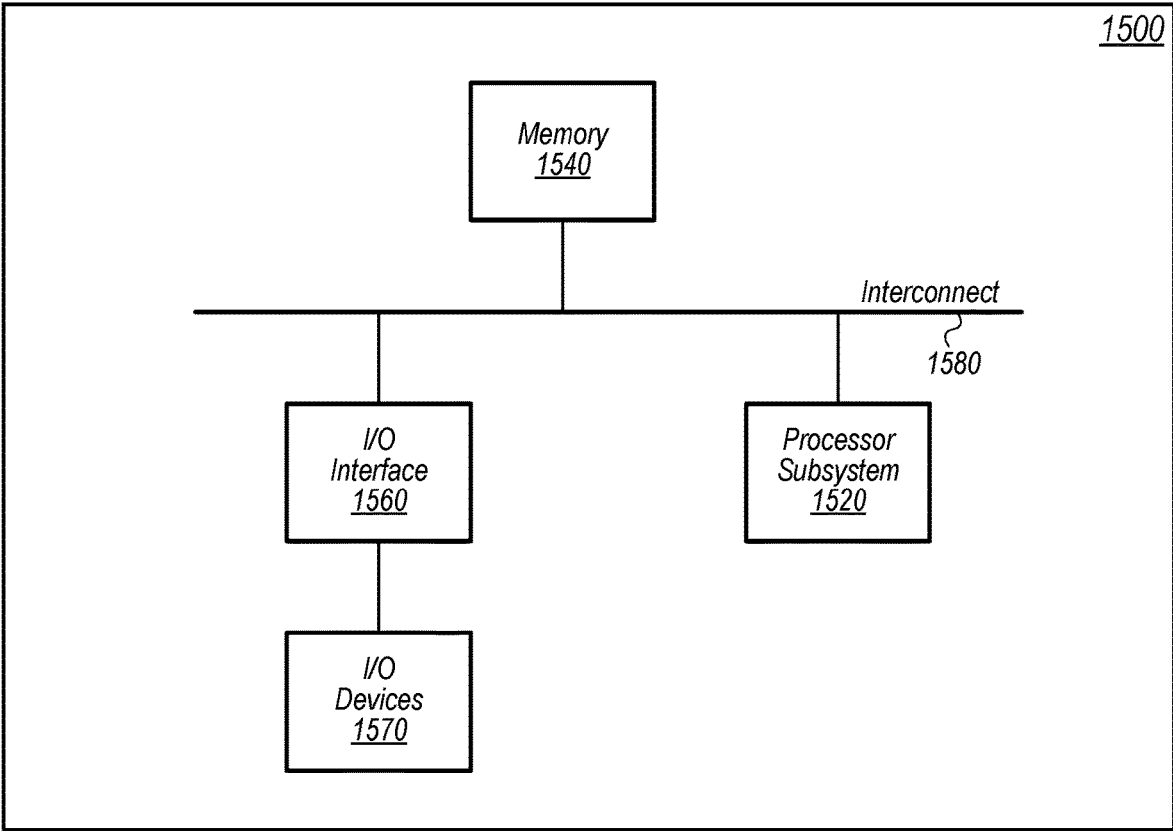 1500
Memory
1540
Interconnect
1580
I/O
Interface
1560
Processor
Subsystem
1520
I/O
Devices
1570